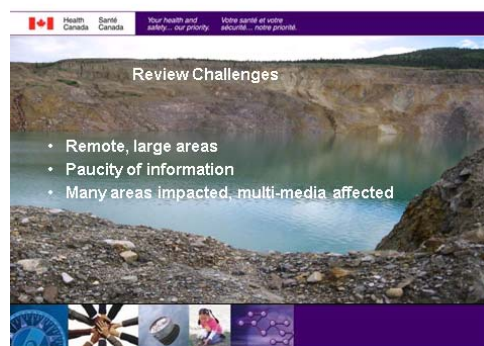 Health Canada Santé Canada Your health and safety... our priority. Votre santé et votre sécurité... notre priorité.
Review Challenges
• Remote, large areas
• Paucity of information
• Many areas impacted, multi-media affected